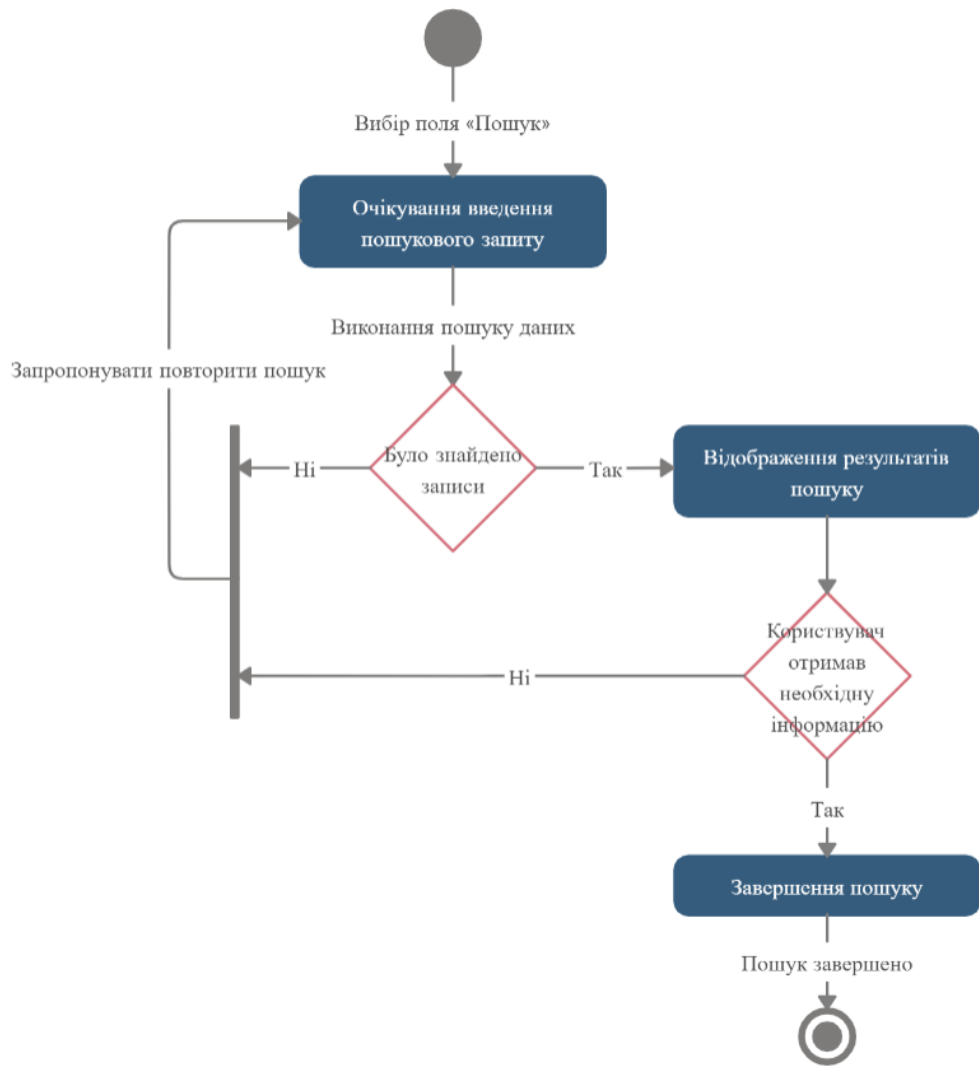 Вибір поля «Пошук»
Очікування введення
пошукового запиту
Виконання пошуку даних
Запропонувати повторити пошук
Було знайдено
записи
Ні
Так
Відображення результатів
пошуку
Користвувач
отримав
необхідну
інформацію
Ні
Так
Завершення пошуку
Пошук завершено